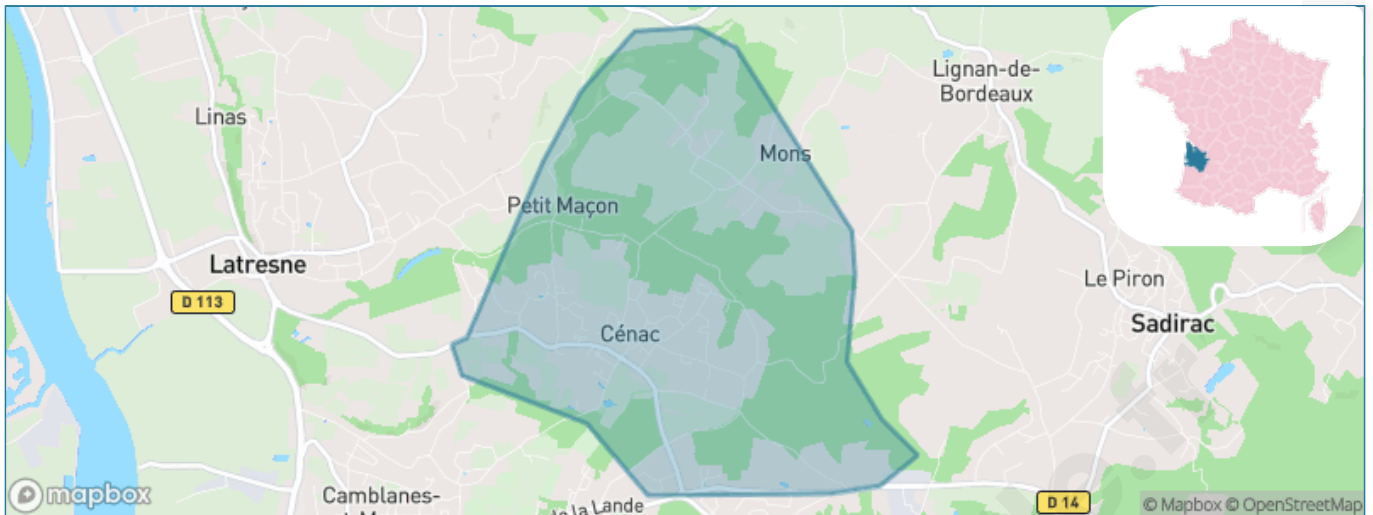 Lignan-de-
Bordeaux
Linas
Mons
Petit Maçon
Latresne
Le Piron
D 113
Sadirac
Cénac
mapbox
Camblanes-
de la Lande
D 14
© Mapbox © OpenStreetMap